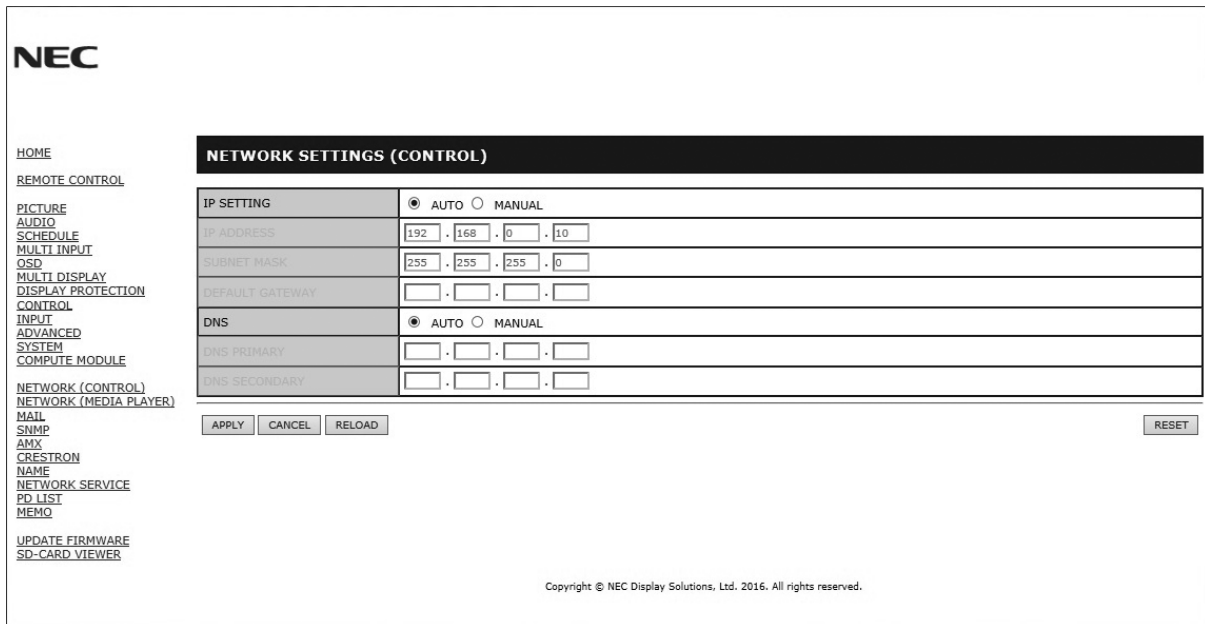 NEC
HOME
REMOTE CONTROL
PICTURE
AUDIO
SCHEDULE
MULTI INPUT
OSD
MULTI DISPLAY
DISPLAY PROTECTION
CONTROL
INPUT
ADVANCED
SYSTEM
COMPUTE MODULE
NETWORK (CONTROL)
NETWORK (MEDIA PLAYER)
MAIL
SNMP
AMX
CRESTRON
NAME
NETWORK SERVICE
PD LIST
MEMO
UPDATE FIRMWARE
SD-CARD VIEWER
NETWORK SETTINGS (CONTROL)
IP SETTING AUTO MANUAL
IP ADDRESS 192 . 168 . 0 . 10
SUBNET MASK 255 . 255 . 255 . 0
DEFAULT GATEWAY . . .
DNS AUTO MANUAL
DNS PRIMARY . . .
DNS SECONDARY . . .
APPLY CANCEL RELOAD RESET
Copyright © NEC Display Solutions, Ltd. 2016. All rights reserved.